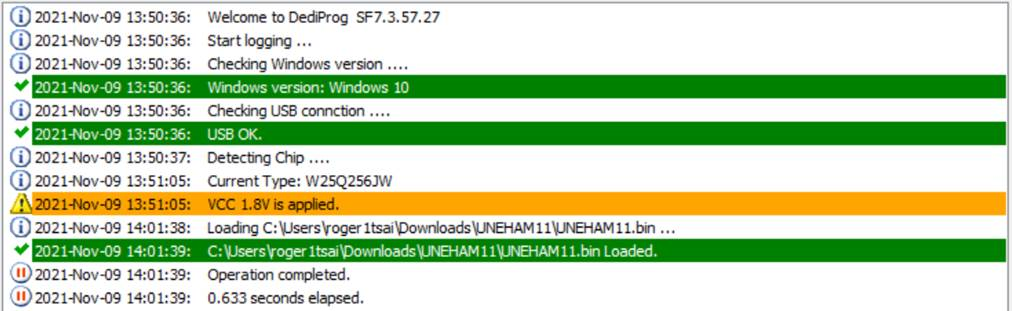 2021-Nov-09 13:50:36: Welcome to DediProg SF7.3.57.27
2021-Nov-09 13:50:36: Start logging ...
2021-Nov-09 13:50:36: Checking Windows version ....
2021-Nov-09 13:50:36: Windows version: Windows 10
2021-Nov-09 13:50:36: Checking USB connction ....
2021-Nov-09 13:50:36: USB OK.
2021-Nov-09 13:50:37: Detecting Chip ....
2021-Nov-09 13:51:05: Current Type: W25Q256JW
2021-Nov-09 13:51:05: VCC 1.8V is applied.
2021-Nov-09 14:01:38: Loading C:\Users\roger1tsai\Downloads\UNEHAM11\UNEHAM11.bin ...
2021-Nov-09 14:01:39: C:\Users\roger1tsai\Downloads\UNEHAM11\UNEHAM11.bin Loaded.
2021-Nov-09 14:01:39: Operation completed.
2021-Nov-09 14:01:39: 0.633 seconds elapsed.